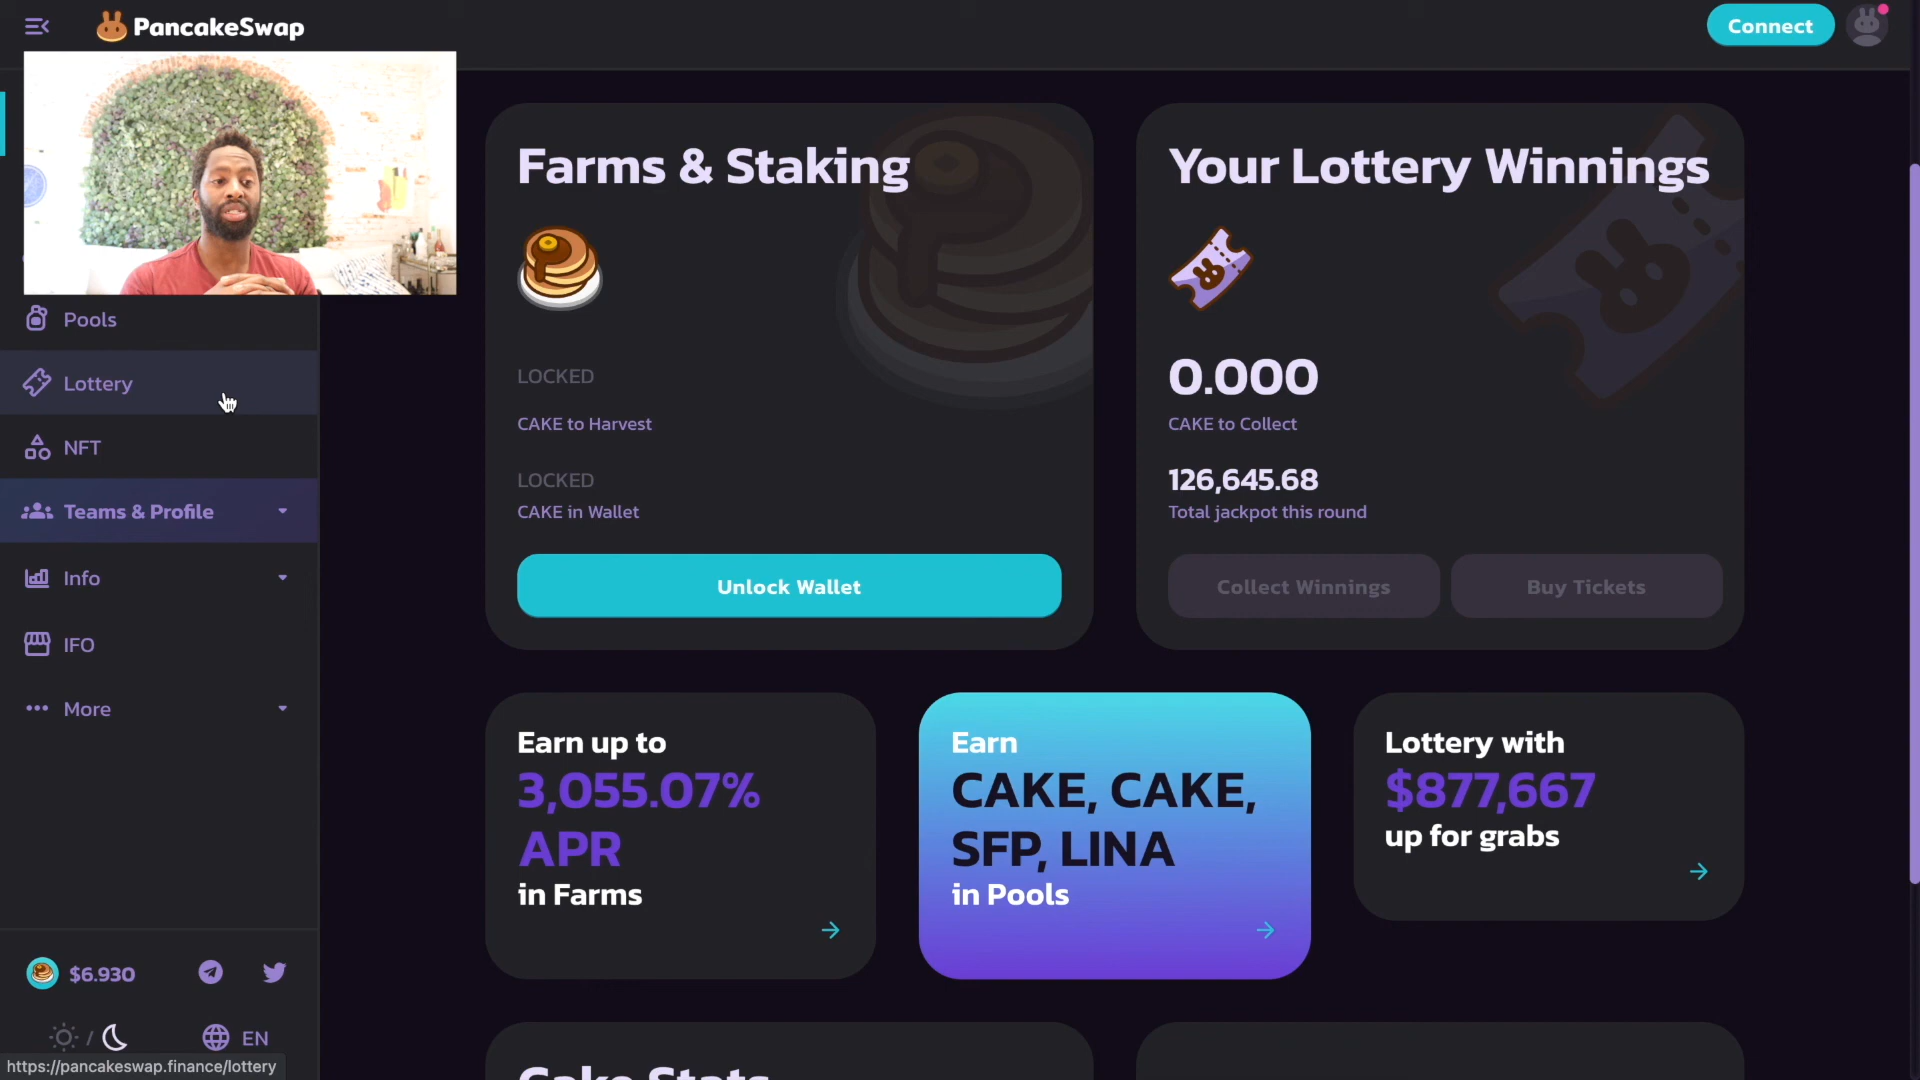 PancakeSwap
Connect
Pools
Lottery
NFT
Teams & Profile
Info
IFO
More
$6.930
/
EN
https://pancakeswap.finance/lottery
Farms & Staking
LOCKED
CAKE to Harvest
LOCKED
CAKE in Wallet
Unlock Wallet
Your Lottery Winnings
0.000
CAKE to Collect
126,645.68
Total jackpot this round
Collect Winnings
Buy Tickets
Earn up to
3,055.07%
APR
in Farms
Earn
CAKE, CAKE,
SFP, LINA
in Pools
Lottery with
$877,667
up for grabs
Cake Stats